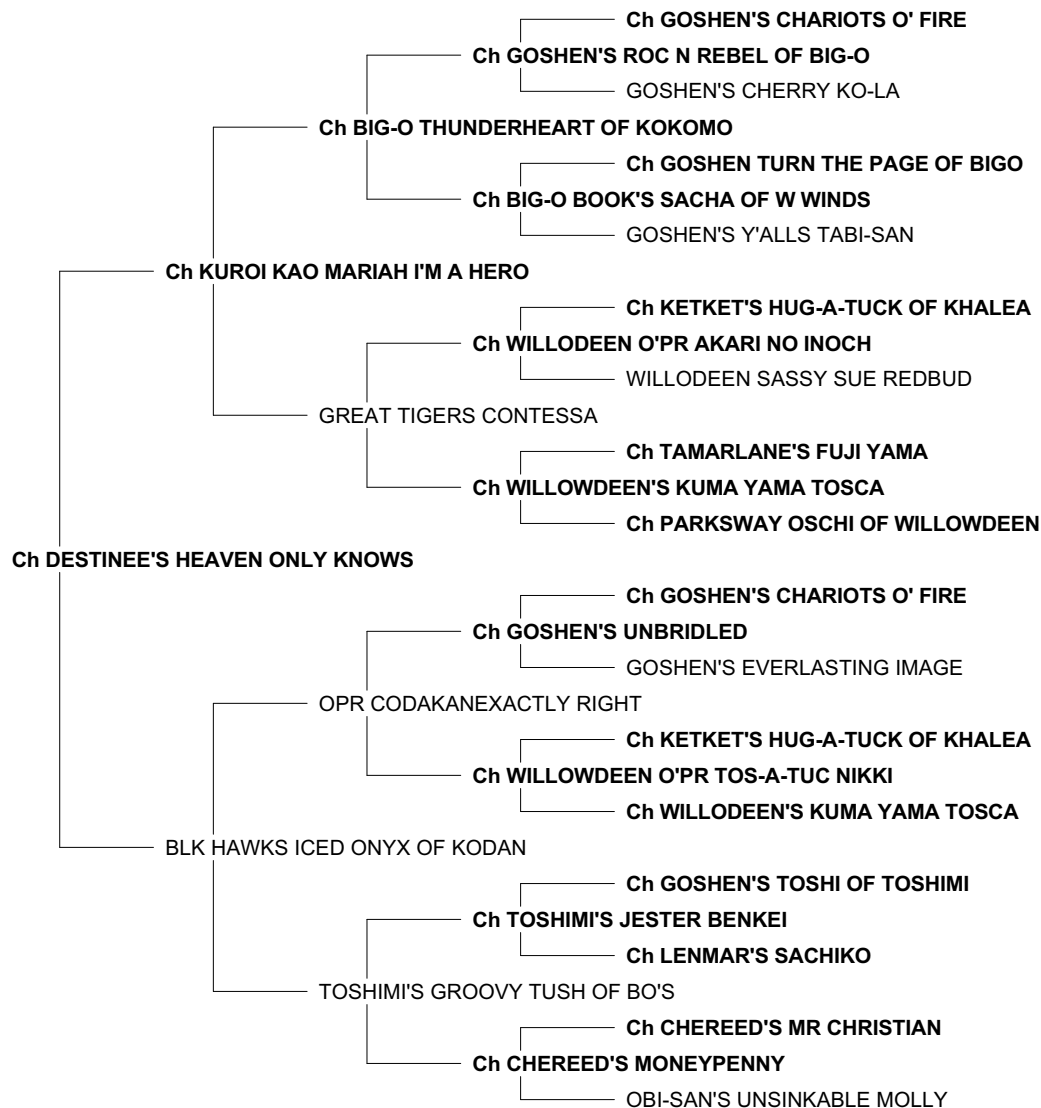 Ch GOSHEN'S CHARIOTS O' FIRE
Ch GOSHEN'S ROC N REBEL OF BIG-O
GOSHEN'S CHERRY KO-LA
Ch BIG-O THUNDERHEART OF KOKOMO
Ch GOSHEN TURN THE PAGE OF BIGO
Ch BIG-O BOOK'S SACHA OF W WINDS
GOSHEN'S Y'ALLS TABI-SAN
Ch KUROI KAO MARIAH I'M A HERO
Ch KETKET'S HUG-A-TUCK OF KHALEA
Ch WILLODEEN O'PR AKARI NO INOCH
WILLODEEN SASSY SUE REDBUD
GREAT TIGERS CONTESSA
Ch TAMARLANE'S FUJI YAMA
Ch WILLOWDEEN'S KUMA YAMA TOSCA
Ch PARKSWAY OSCHI OF WILLOWDEEN
Ch DESTINEE'S HEAVEN ONLY KNOWS
Ch GOSHEN'S CHARIOTS O' FIRE
Ch GOSHEN'S UNBRIDLED
GOSHEN'S EVERLASTING IMAGE
OPR CODAKANEXACTLY RIGHT
Ch KETKET'S HUG-A-TUCK OF KHALEA
Ch WILLOWDEEN O'PR TOS-A-TUC NIKKI
Ch WILLODEEN'S KUMA YAMA TOSCA
BLK HAWKS ICED ONYX OF KODAN
Ch GOSHEN'S TOSHI OF TOSHIMI
Ch TOSHIMI'S JESTER BENKEI
Ch LENMAR'S SACHIKO
TOSHIMI'S GROOVY TUSH OF BO'S
Ch CHEREED'S MR CHRISTIAN
Ch CHEREED'S MONEYPENNY
OBI-SAN'S UNSINKABLE MOLLY